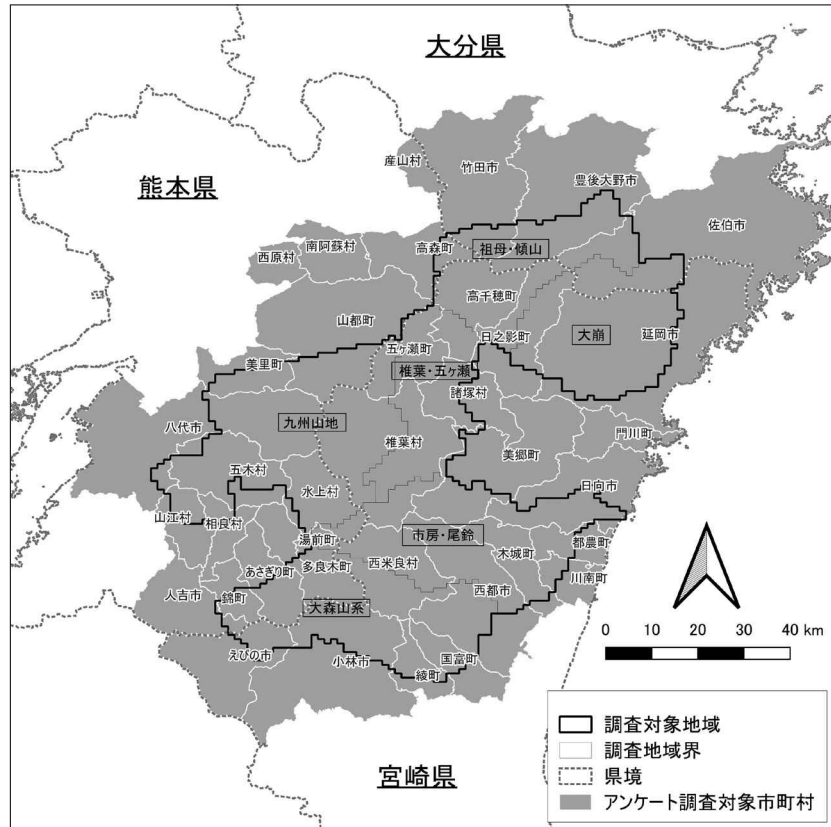 大分県
産山村
竹田市
豊後大野市
熊本県
佐伯市
南阿蘇村
高森町
祖母・傾山
西原村
高千穂町
山都町
日之影町
大崩
延岡市
五ヶ瀬町
美里町
椎葉・五ヶ瀬
諸塚村
九州山地
八代市
椎葉村
門川町
美郷町
五木村
水上村
日向市
山江村
相良村
市房・尾鈴
都農町
湯前町
木城町
西米良村
多良木町
あさぎり町
川南町
西都市
人吉市
錦町
大森山系
えびの市
小林市
国富町
綾町
0 10 20 30 40 km
宮崎県
調査対象地域
調査地域界
県境
アンケート調査対象市町村